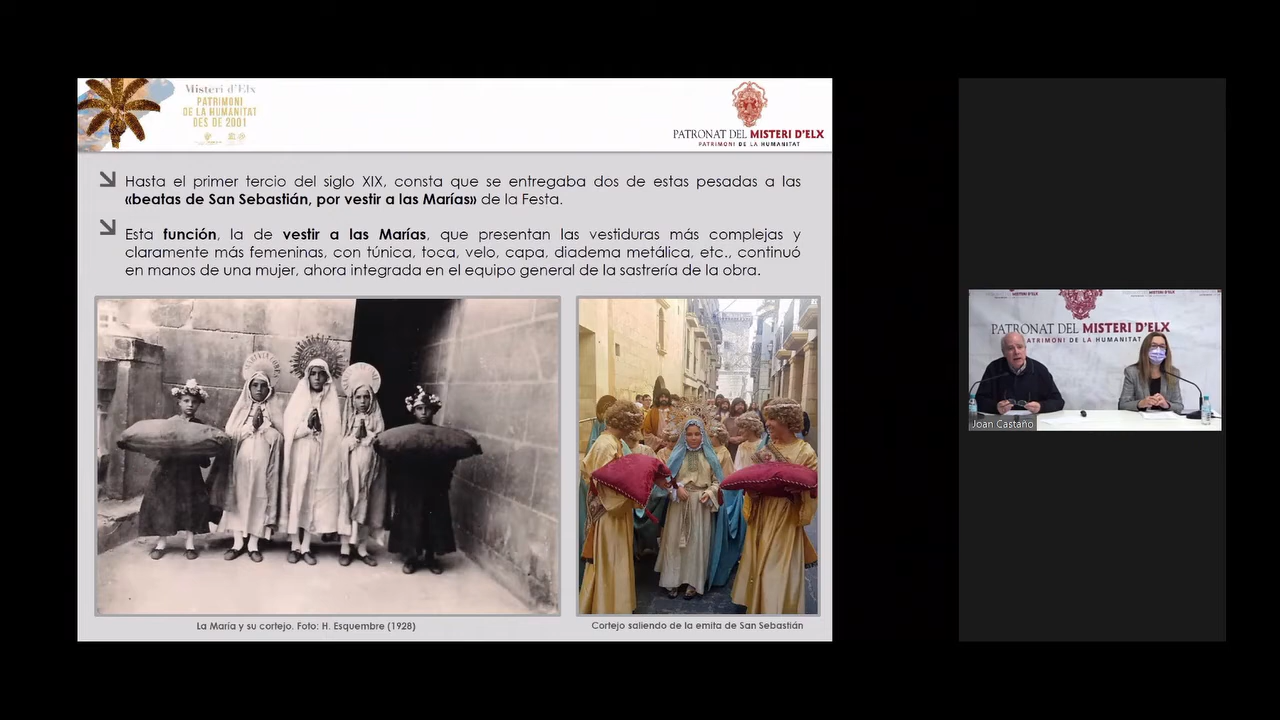 Misteri d'Elx
PATRIMONI
DE LA HUMANITAT
DES DE 2001
PATRONAT DEL MISTERI D'ELX
PATRIMONI DE LA HUMANITAT
Hasta el primer tercio del siglo XIX, consta que se entregaba dos de estas pesadas a las
«beatas de San Sebastián, por vestir a las Marías» de la Festa.
Esta función, la de vestir a las Marías, que presentan las vestiduras más complejas y
claramente más femeninas, con túnica, toca, velo, capa, diadema metálica, etc., continuó
en manos de una mujer, ahora integrada en el equipo general de la sastrería de la obra.
La María y su cortejo. Foto: H. Esquembre (1928)
Cortejo saliendo de la emita de San Sebastián
PATRONAT DEL MISTERI D'ELX
PATRIMONI DE LA HUMANITAT
Joan Castaño